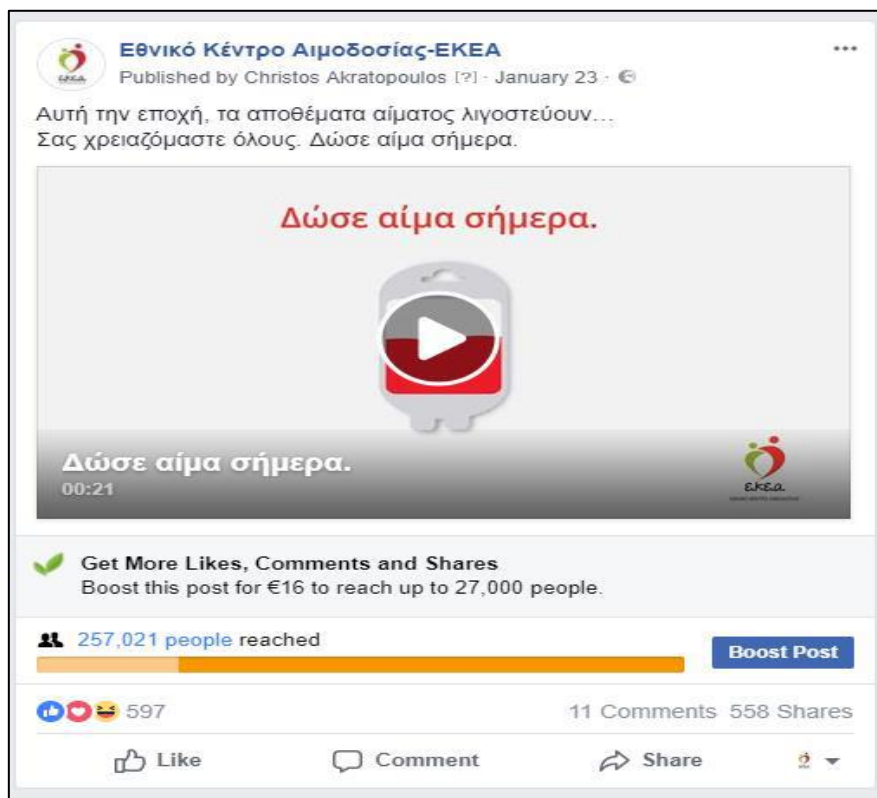 Εθνικό Κέντρο Αιμοδοσίας-ΕΚΕΑ
Published by Christos Akratopoulos [?] · January 23 ·
Αυτή την εποχή, τα αποθέματα αίματος λιγοστεύουν…
Σας χρειαζόμαστε όλους. Δώσε αίμα σήμερα.
Δώσε αίμα σήμερα.
Δώσε αίμα σήμερα.
00:21
ε.κε.α.
Get More Likes, Comments and Shares
Boost this post for €16 to reach up to 27,000 people.
257,021 people reached
Boost Post
597
11 Comments 558 Shares
Like Comment Share